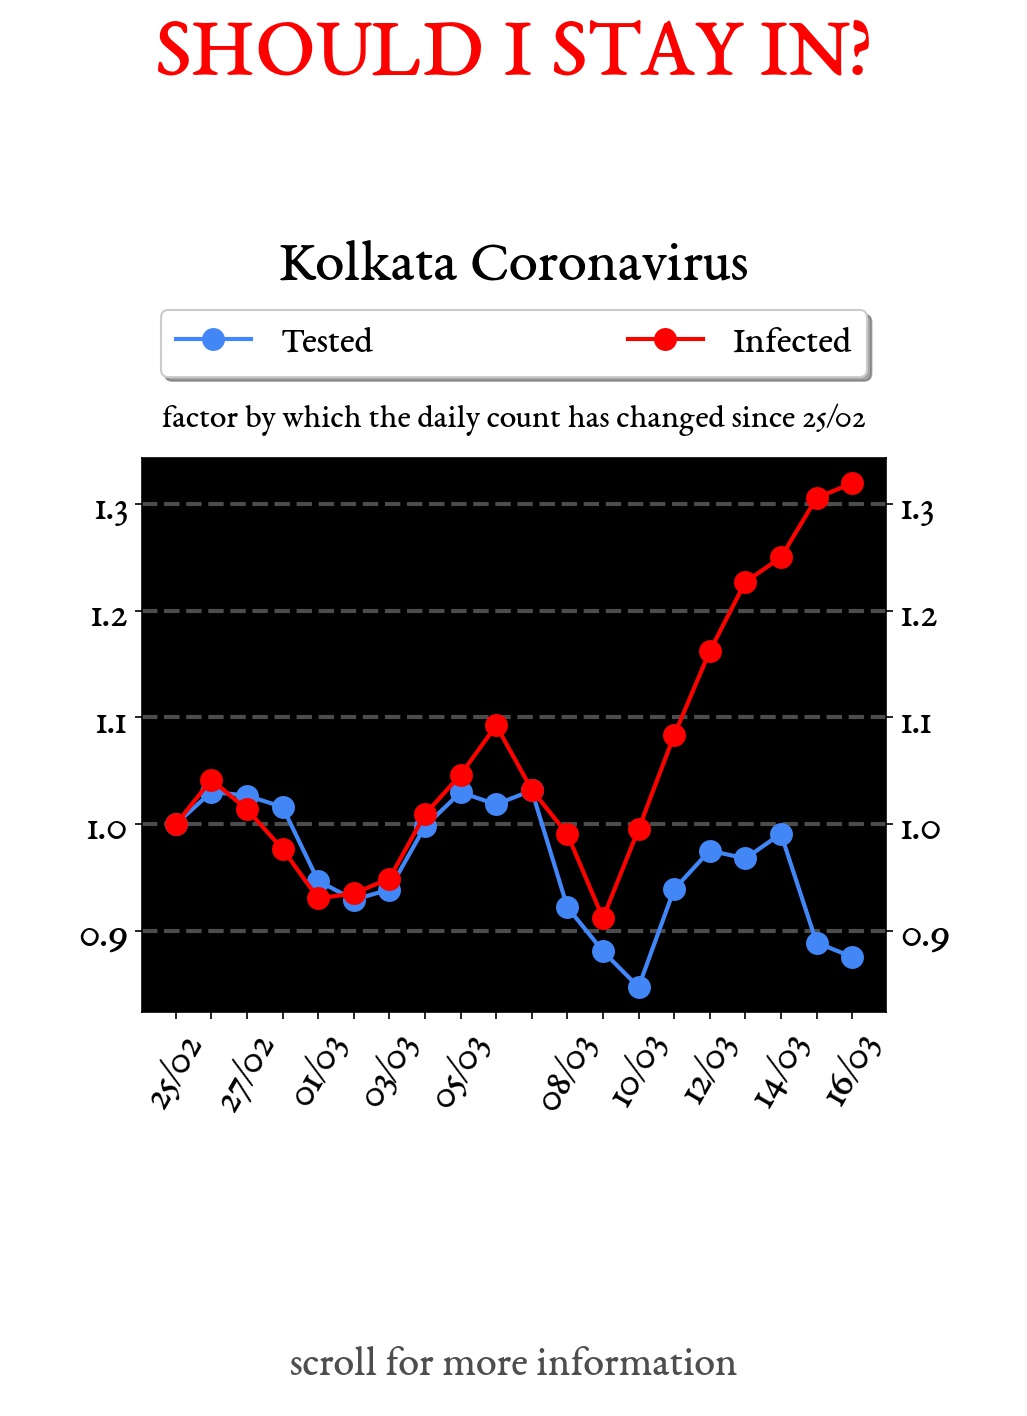 SHOULD I STAY IN?
Kolkata Coronavirus
Tested Infected
factor by which the daily count has changed since 25/02
1.3 1.3
1.2 1.2
1.1 1.1
1.0 1.0
0.9 0.9
25/02 27/02 01/03 03/03 05/03 08/03 10/03 12/03 14/03 16/03
scroll for more information